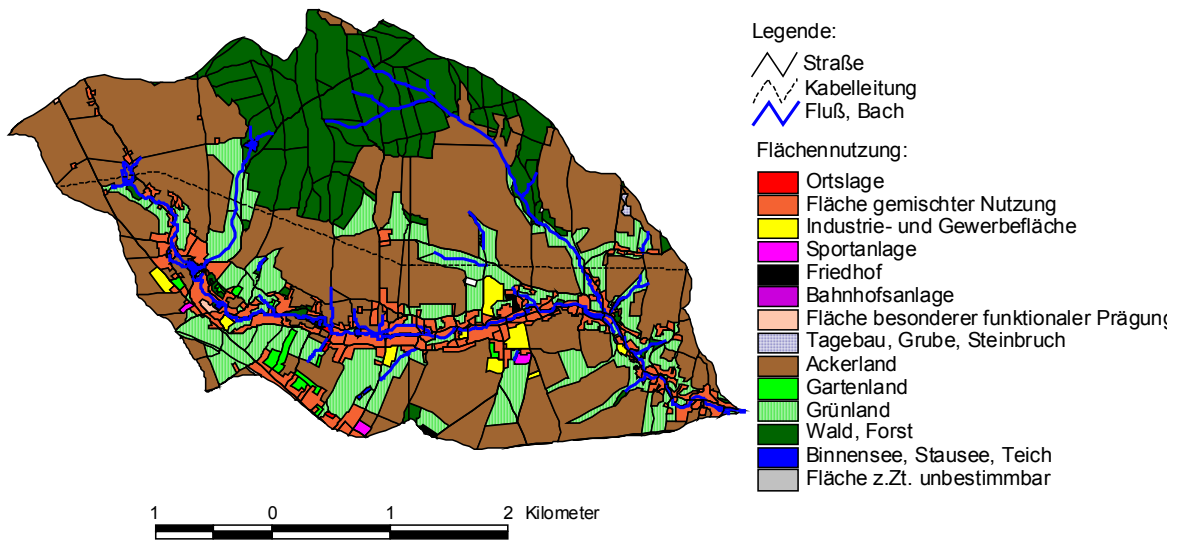 Legende:
Straße
Kabelleitung
Fluß, Bach
Flächennutzung:
Ortslage
Fläche gemischter Nutzung
Industrie- und Gewerbefläche
Sportanlage
Friedhof
Bahnhofsanlage
Fläche besonderer funktionaler Prägung
Tagebau, Grube, Steinbruch
Ackerland
Gartenland
Grünland
Wald, Forst
Binnensee, Stausee, Teich
Fläche z.Zt. unbestimmbar
1 0 1 2 Kilometer